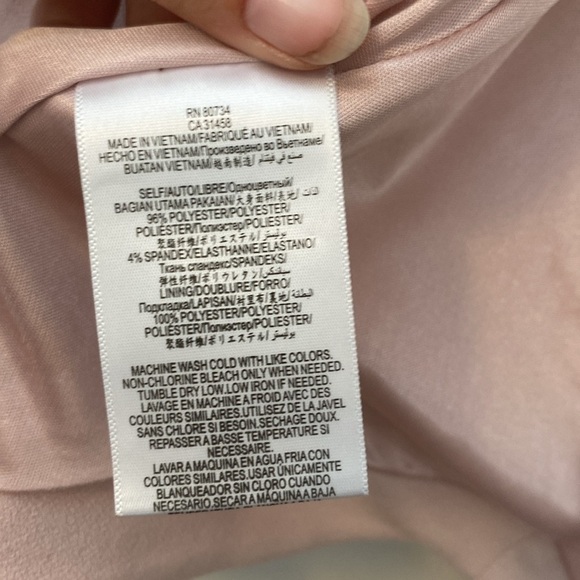 RN 80734
CA 31458
MADE IN VIETNAM/FABRIQUÉ AU VIETNAM/
HECHO EN VIETNAM/Произведено во Вьетнаме/
BUATAN VIETNAM/越南制造/ صنع في فيتنام
SELF/AUTO/LIBRE/Одноцветный/
BAGIAN UTAMA PAKAIAN/大身面料/表地/ الذات
96% POLYESTER/POLYESTER/
POLIÉSTER/Полиэстер/POLIESTER/
聚酯纤维/ポリエステル/ بوليستر
4% SPANDEX/ELASTHANNE/ELASTANO/
Ткань спандекс/SPANDEKS/
弹性纤维/ポリウレタン/ سبندكس
LINING/DOUBLURE/FORRO/
Подкладка/LAPISAN/衬里布/裏地/ البطانة
100% POLYESTER/POLYESTER/
POLIÉSTER/Полиэстер/POLIESTER/
聚酯纤维/ポリエステル/ بوليستر
MACHINE WASH COLD WITH LIKE COLORS.
NON-CHLORINE BLEACH ONLY WHEN NEEDED.
TUMBLE DRY LOW.LOW IRON IF NEEDED.
LAVAGE EN MACHINE A FROID AVEC DES
COULEURS SIMILAIRES.UTILISEZ DE LA JAVEL
SANS CHLORE SI BESOIN.SECHAGE DOUX.
REPASSER A BASSE TEMPERATURE SI
NECESSAIRE.
LAVAR A MAQUINA EN AGUA FRIA CON
COLORES SIMILARES.USAR ÚNICAMENTE
BLANQUEADOR SIN CLORO CUANDO SEA
NECESARIO.SECAR A MÁQUINA A BAJA